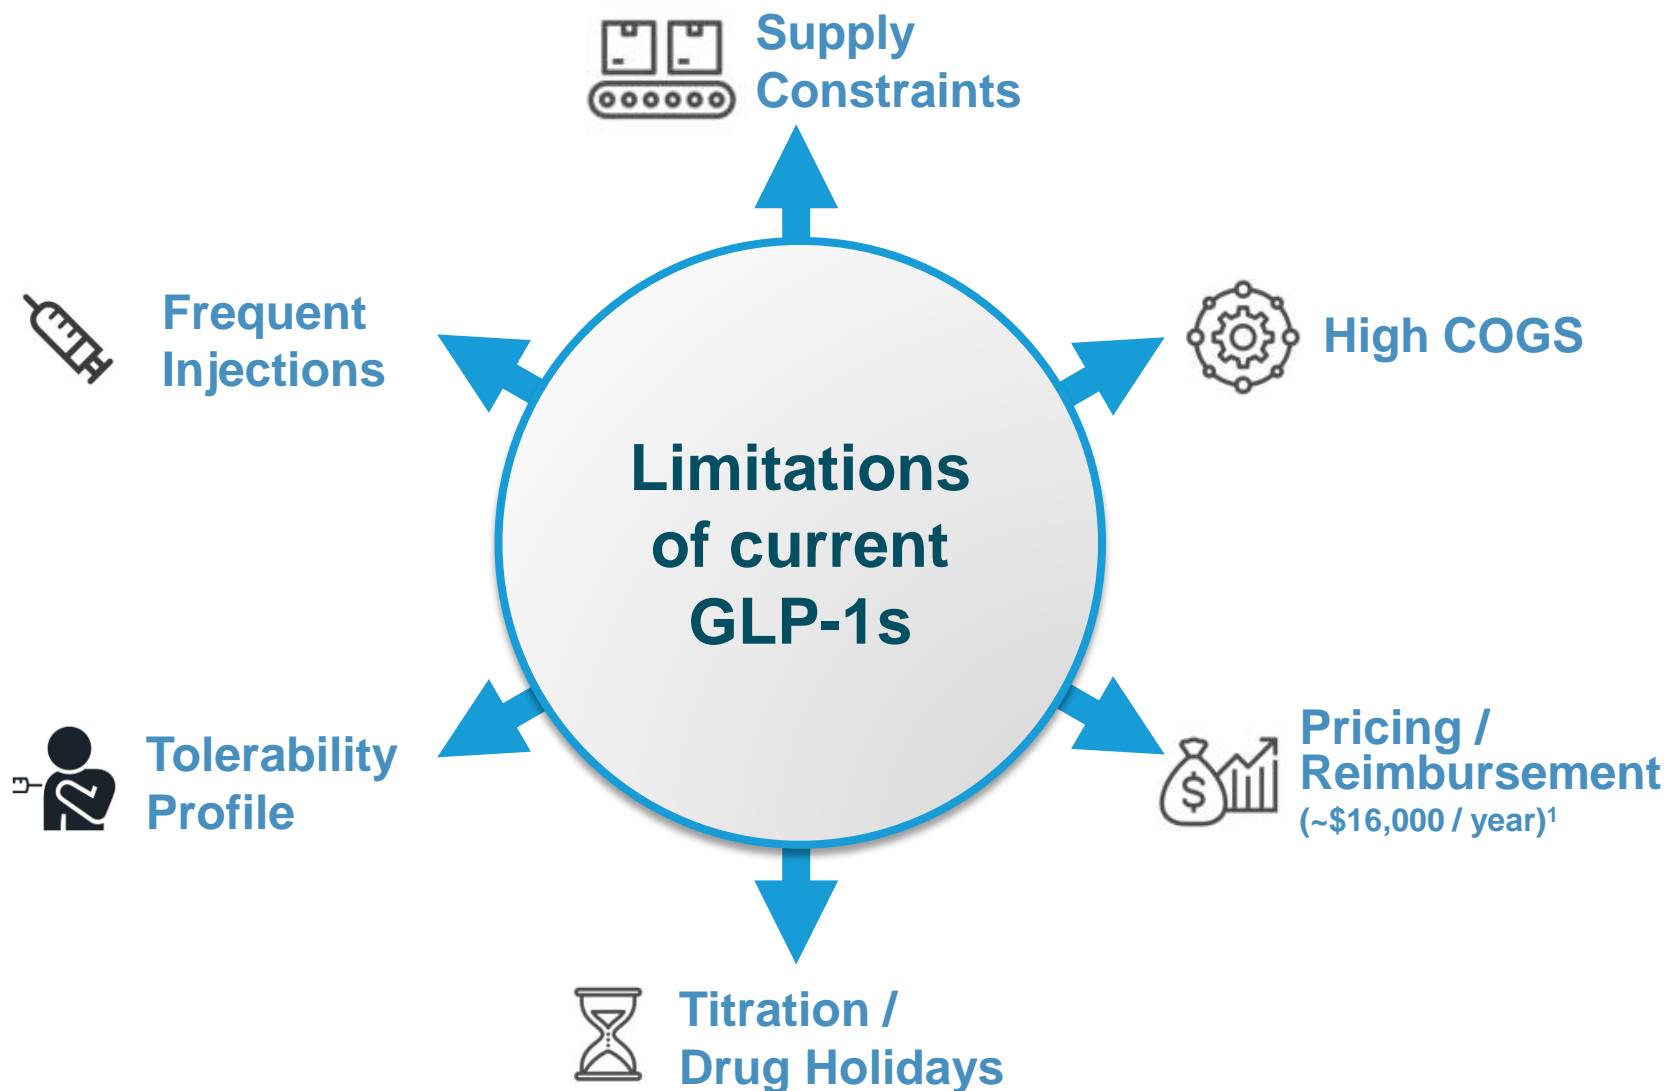 Supply
Constraints
Frequent
Injections
High COGS
Limitations
of current
GLP-1s
Tolerability
Profile
Pricing /
Reimbursement
(~$16,000 / year)¹
Titration /
Drug Holidays